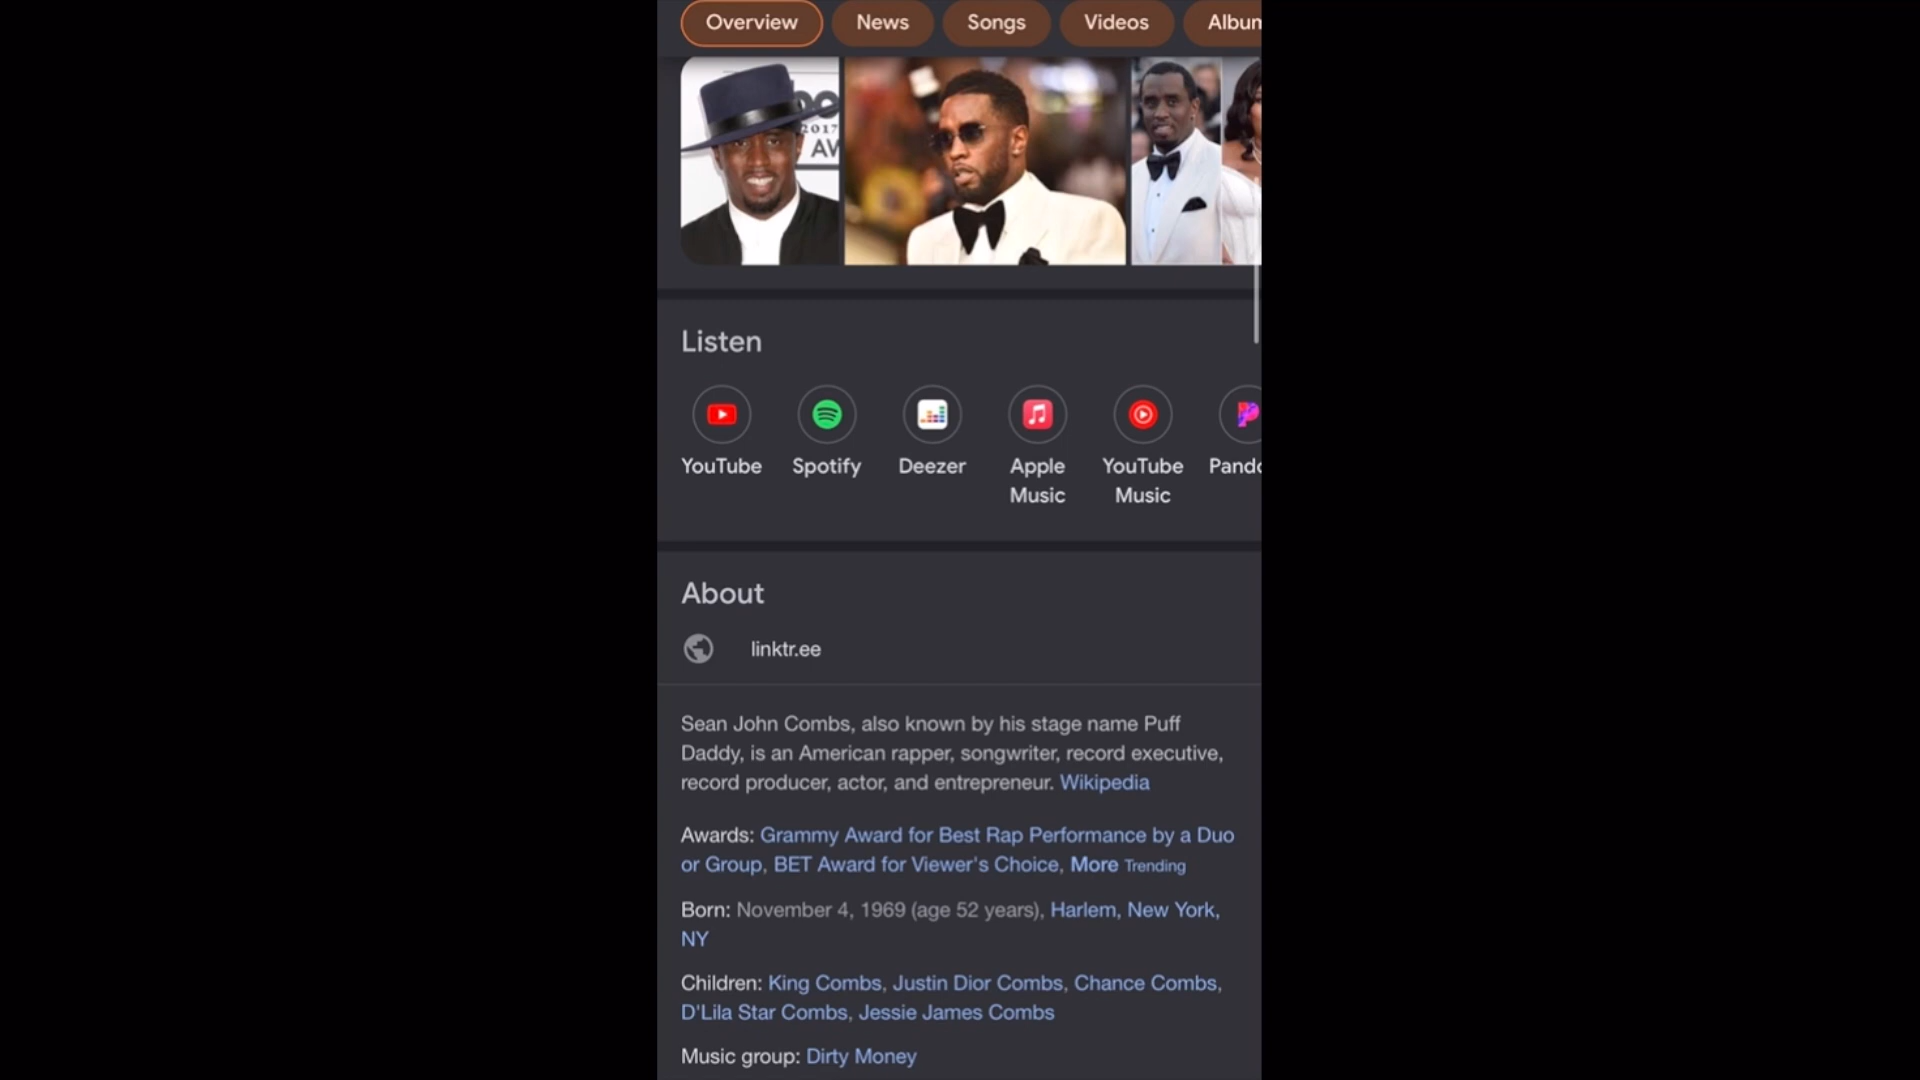 Overview News Songs Videos Album
2017
AV
Listen
YouTube Spotify Deezer Apple Music YouTube Music Pando
About
linktr.ee
Sean John Combs, also known by his stage name Puff
Daddy, is an American rapper, songwriter, record executive,
record producer, actor, and entrepreneur. Wikipedia
Awards: Grammy Award for Best Rap Performance by a Duo
or Group, BET Award for Viewer's Choice, More Trending
Born: November 4, 1969 (age 52 years), Harlem, New York,
NY
Children: King Combs, Justin Dior Combs, Chance Combs,
D'Lila Star Combs, Jessie James Combs
Music group: Dirty Money